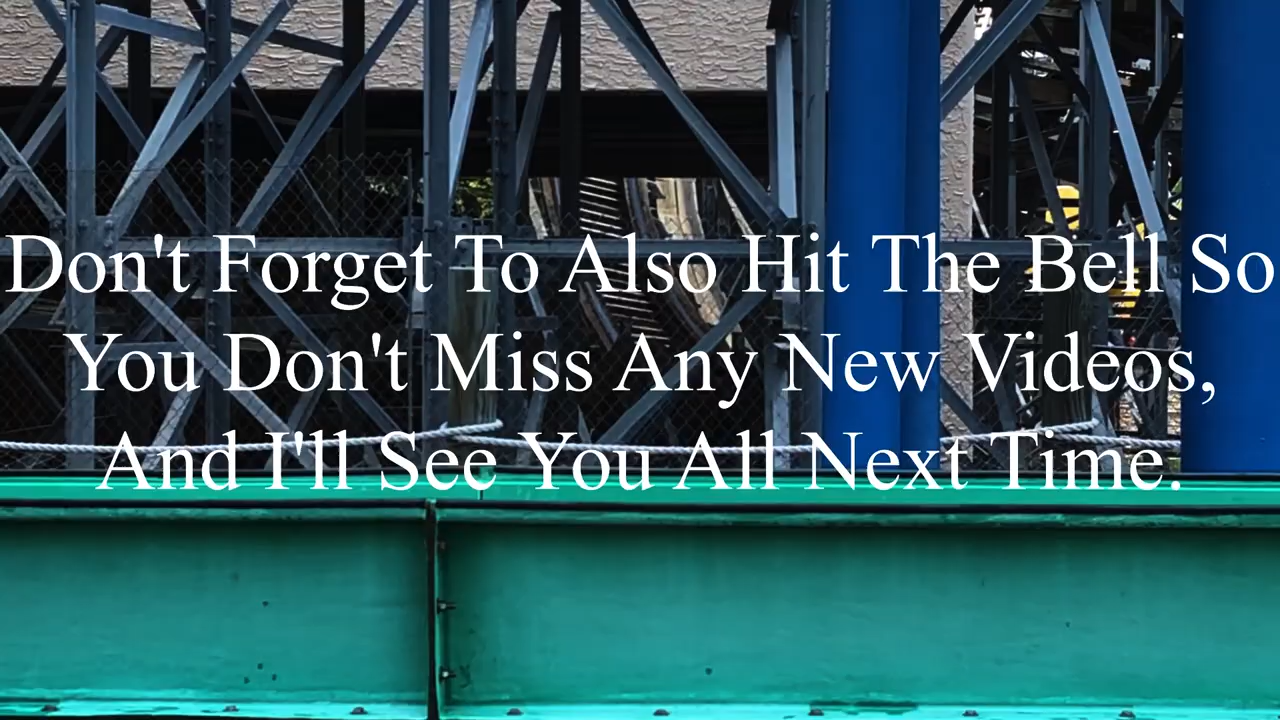 Don't Forget To Also Hit The Bell So
You Don't Miss Any New Videos,
And I'll See You All Next Time.